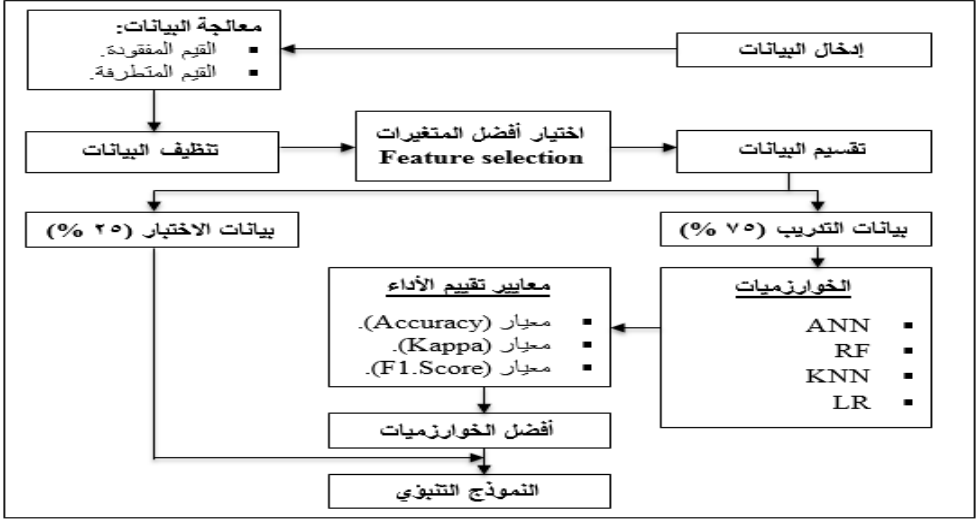 إدخال البيانات
معالجة البيانات:
▪ القيم المفقودة.
▪ القيم المتطرفة.
تنظيف البيانات
اختيار أفضل المتغيرات
Feature selection
تقسيم البيانات
بيانات التدريب (٧٥ %)
بيانات الاختبار (٢٥ %)
الخوارزميات
▪ ANN
▪ RF
▪ KNN
▪ LR
معايير تقييم الأداء
▪ معيار (Accuracy).
▪ معيار (Kappa).
▪ معيار (F1.Score).
أفضل الخوارزميات
النموذج التنبؤي